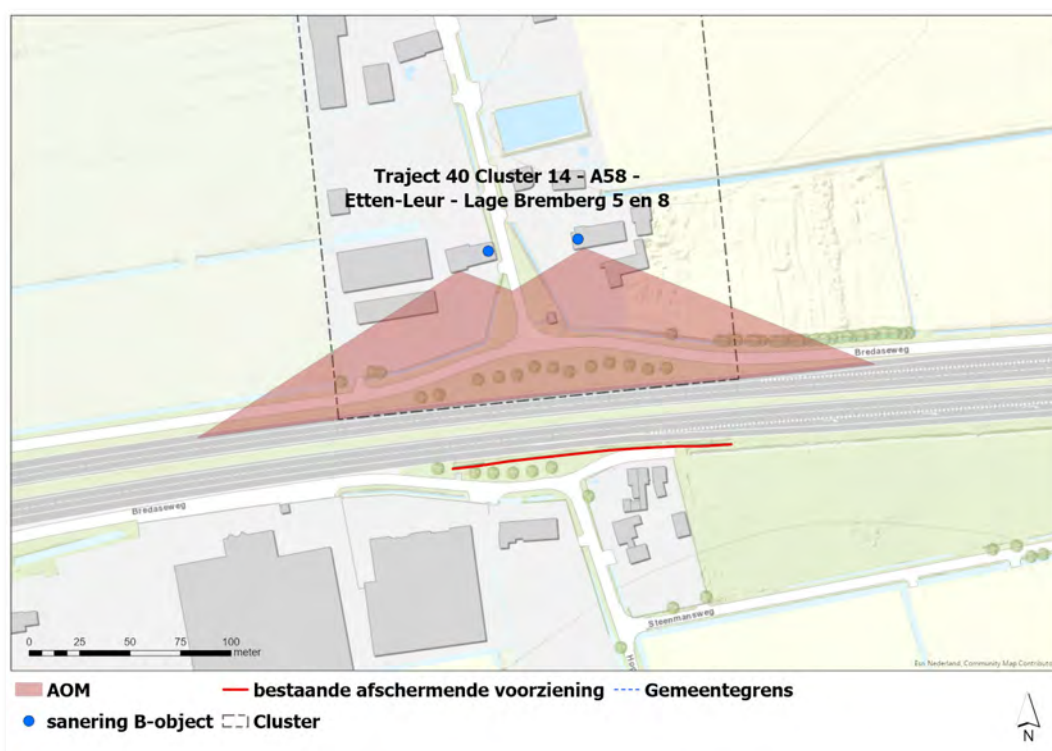 Traject 40 Cluster 14 - A58 -
Etten-Leur - Lage Bremberg 5 en 8
Bredaseweg
Bredaseweg
Steenmansweg
0 25 50 75 100
meter
Esri Nederland, Community Map Contributors
AOM
bestaande afschermende voorziening
Gemeentegrens
sanering B-object
Cluster
N